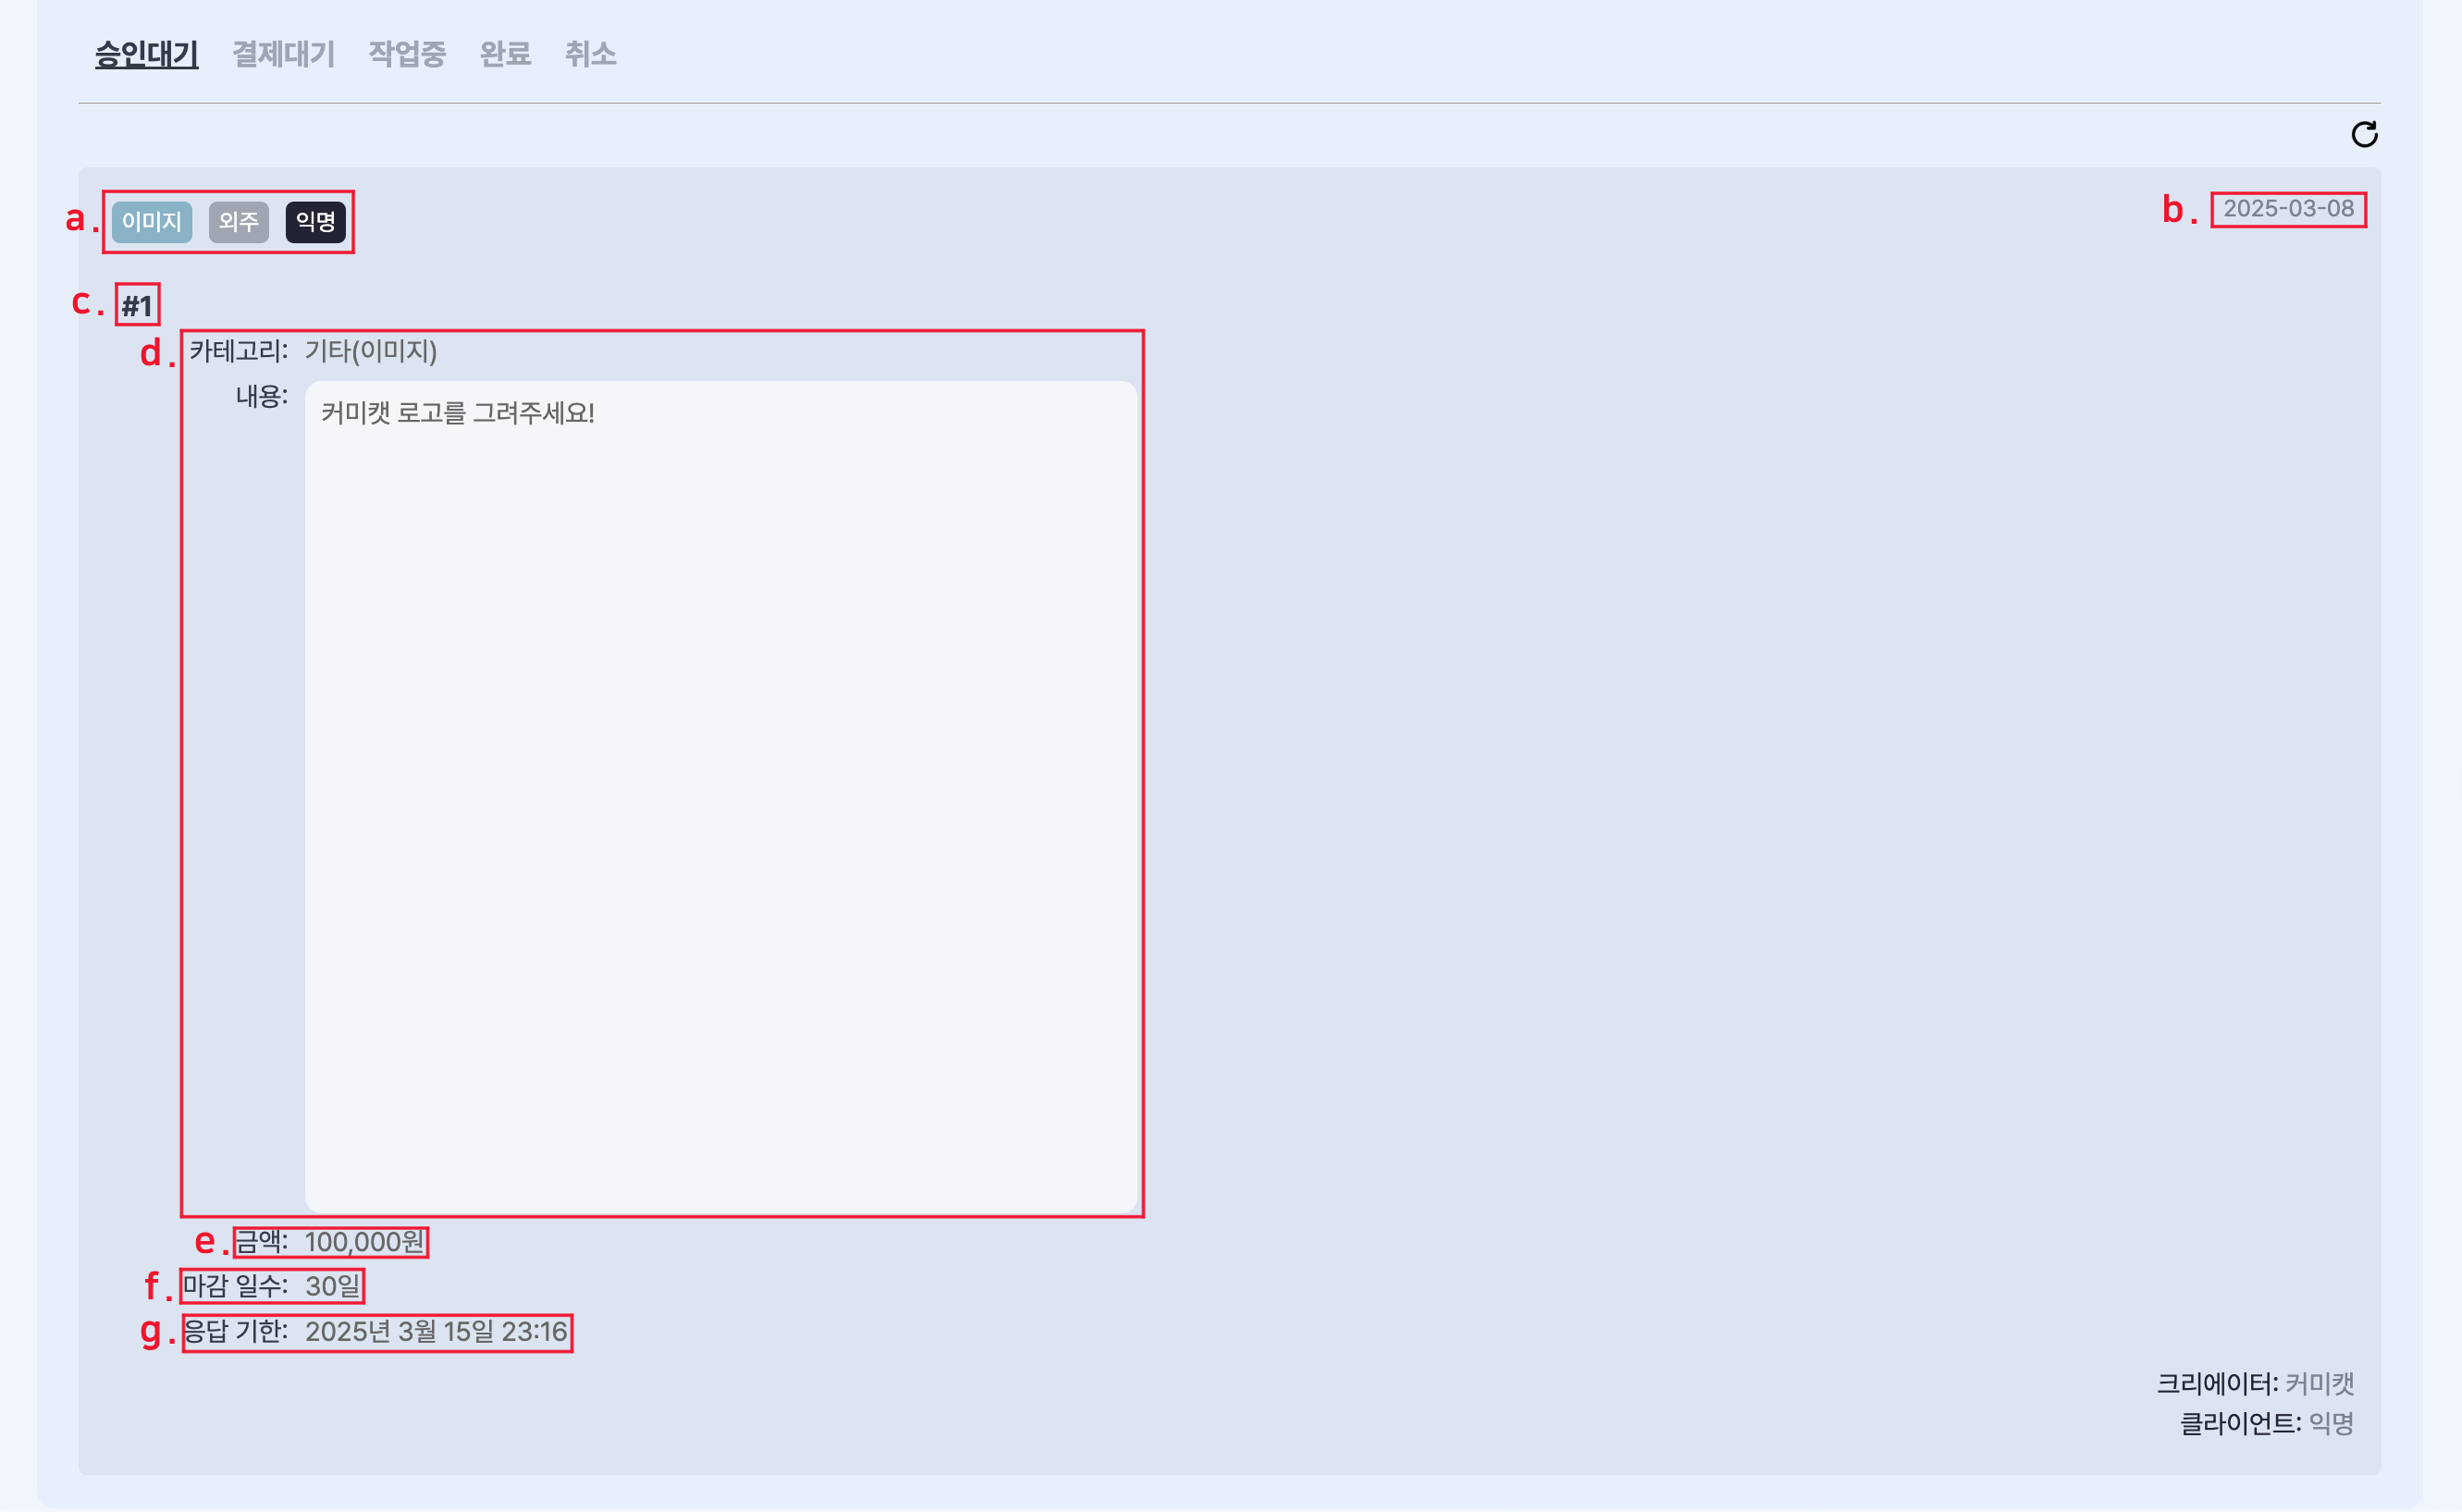 승인대기 결제대기 작업중 완료 취소
a. 이미지 외주 익명
b. 2025-03-08
c. #1
d. 카테고리: 기타(이미지)
내용: 커미캣 로고를 그려주세요!
e. 금액: 100,000원
f. 마감 일수: 30일
g. 응답 기한: 2025년 3월 15일 23:16
크리에이터: 커미캣
클라이언트: 익명